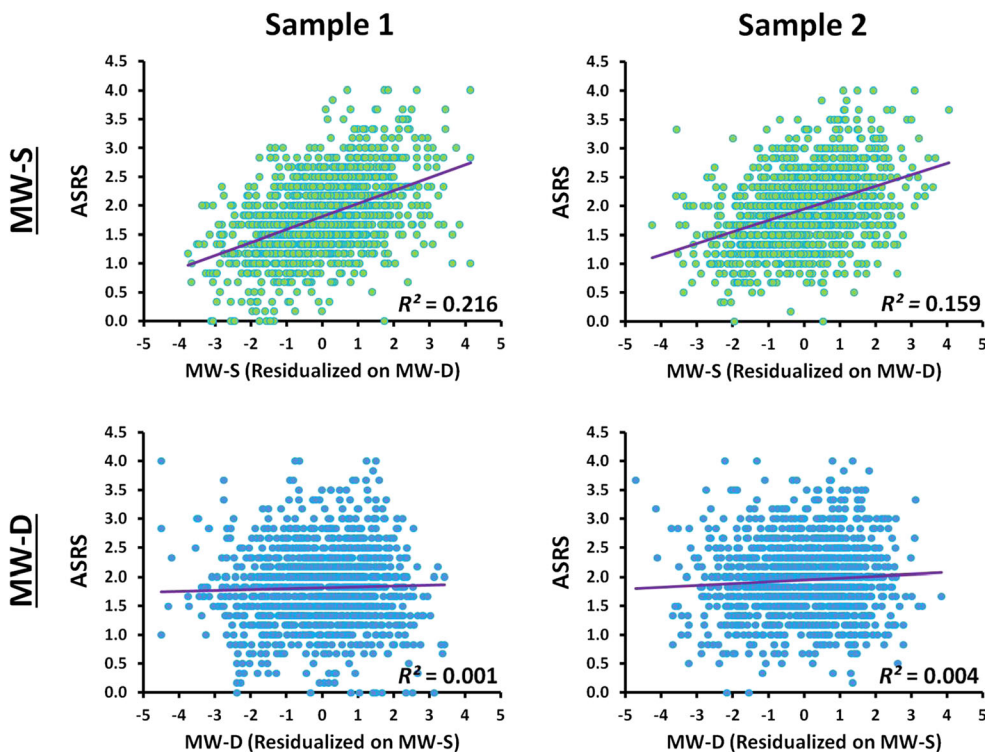 Sample 1
Sample 2
MW-S
ASRS
4.5
4.0
3.5
3.0
2.5
2.0
1.5
1.0
0.5
0.0
R² = 0.216
-5 -4 -3 -2 -1 0 1 2 3 4 5
MW-S (Residualized on MW-D)
ASRS
4.5
4.0
3.5
3.0
2.5
2.0
1.5
1.0
0.5
0.0
R² = 0.159
-5 -4 -3 -2 -1 0 1 2 3 4 5
MW-S (Residualized on MW-D)
MW-D
ASRS
4.5
4.0
3.5
3.0
2.5
2.0
1.5
1.0
0.5
0.0
R² = 0.001
-5 -4 -3 -2 -1 0 1 2 3 4 5
MW-D (Residualized on MW-S)
ASRS
4.5
4.0
3.5
3.0
2.5
2.0
1.5
1.0
0.5
0.0
R² = 0.004
-5 -4 -3 -2 -1 0 1 2 3 4 5
MW-D (Residualized on MW-S)